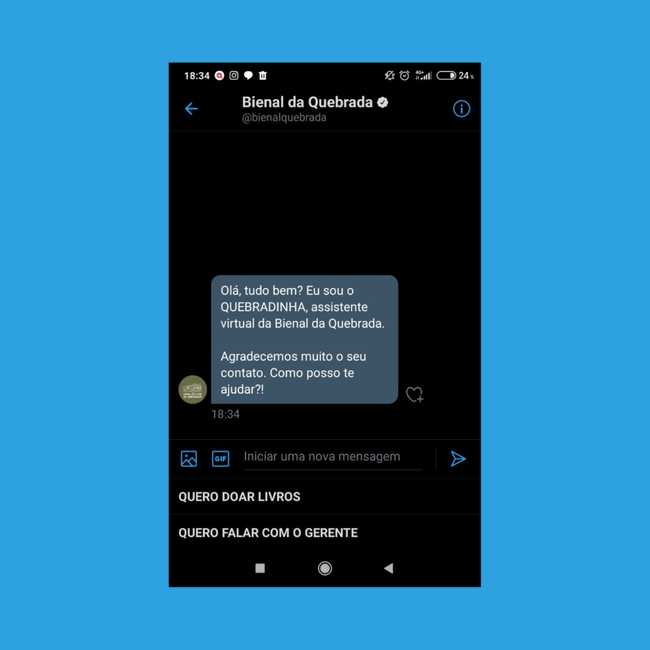 18:34
4G+
24%
Bienal da Quebrada
@bienalquebrada
Olá, tudo bem? Eu sou o
QUEBRADINHA, assistente
virtual da Bienal da Quebrada.
Agradecemos muito o seu
contato. Como posso te
ajudar?!
18:34
GIF
Iniciar uma nova mensagem
QUERO DOAR LIVROS
QUERO FALAR COM O GERENTE